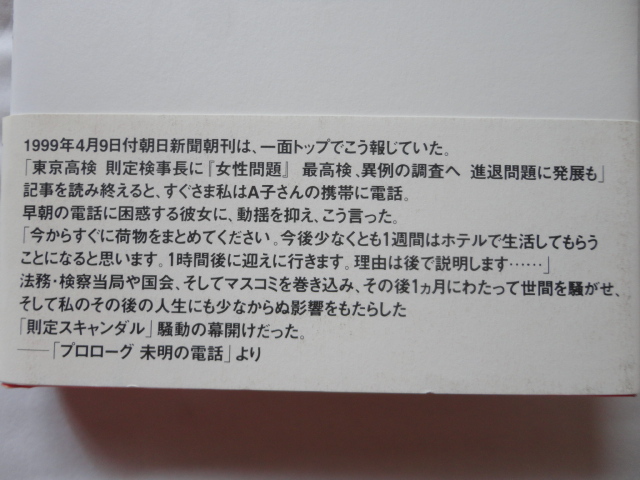 1999年4月9日付朝日新聞朝刊は、一面トップでこう報じていた。
「東京高検 則定検事長に『女性問題』 最高検、異例の調査へ 進退問題に発展も」
記事を読み終えると、すぐさま私はA子さんの携帯に電話。
早朝の電話に困惑する彼女に、動揺を抑え、こう言った。
「今からすぐに荷物をまとめてください。今後少なくとも1週間はホテルで生活してもらう
ことになると思います。1時間後に迎えに行きます。理由は後で説明します……」
法務・検察当局や国会、そしてマスコミを巻き込み、その後1ヵ月にわたって世間を騒がせ、
そして私のその後の人生にも少なからぬ影響をもたらした
「則定スキャンダル」騒動の幕開けだった。
──「プロローグ 未明の電話」より